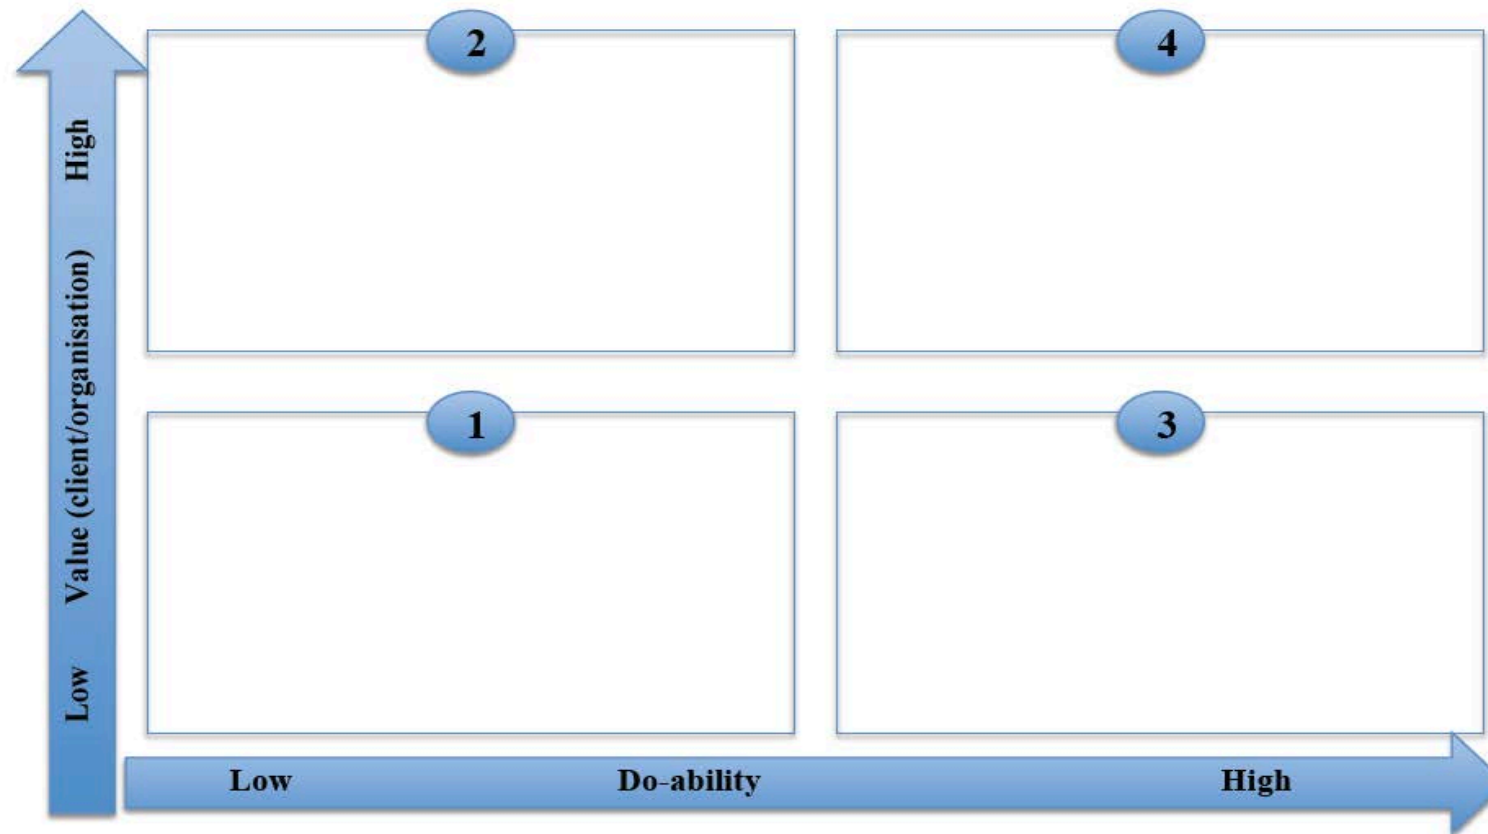 2
4
High
Value (client/organisation)
Low
1
3
Low
Do-ability
High